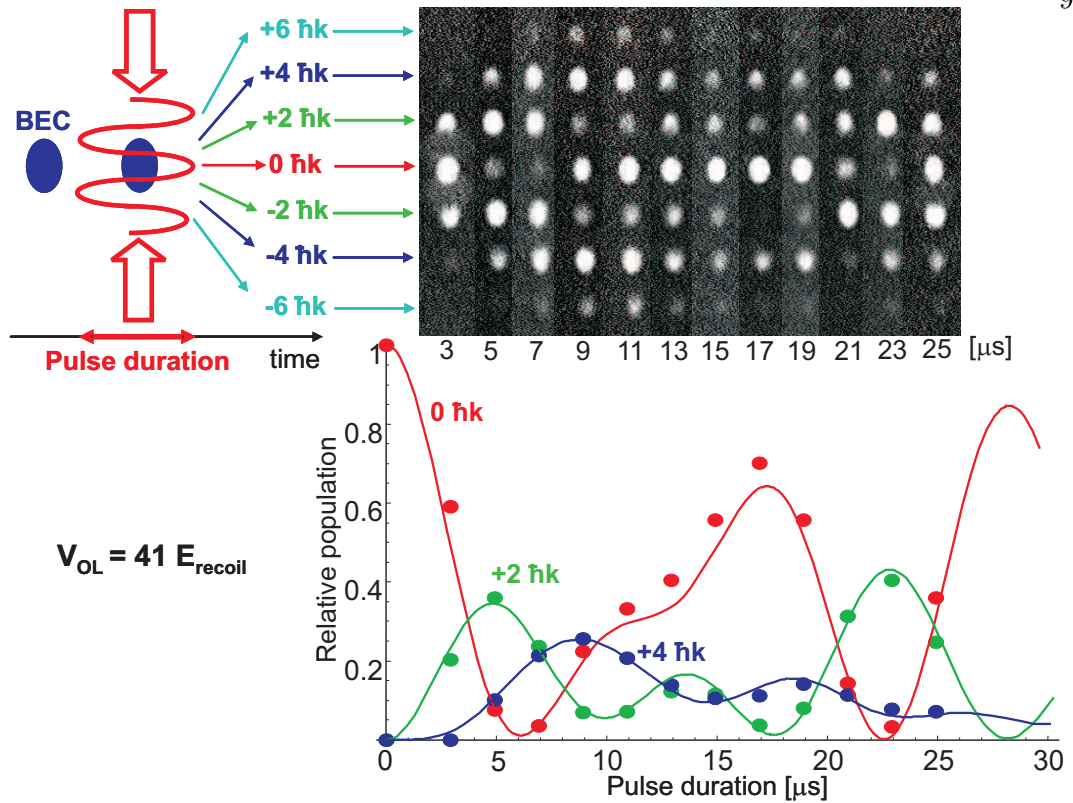 9
+6 ħk
+4 ħk
+2 ħk
0 ħk
-2 ħk
-4 ħk
-6 ħk
BEC
Pulse duration
time
3 5 7 9 11 13 15 17 19 21 23 25 [μs]
1
0.8
0.6
0.4
0.2
Relative population
0 ħk
+2 ħk
+4 ħk
V_OL = 41 E_recoil
0 5 10 15 20 25 30
Pulse duration [μs]